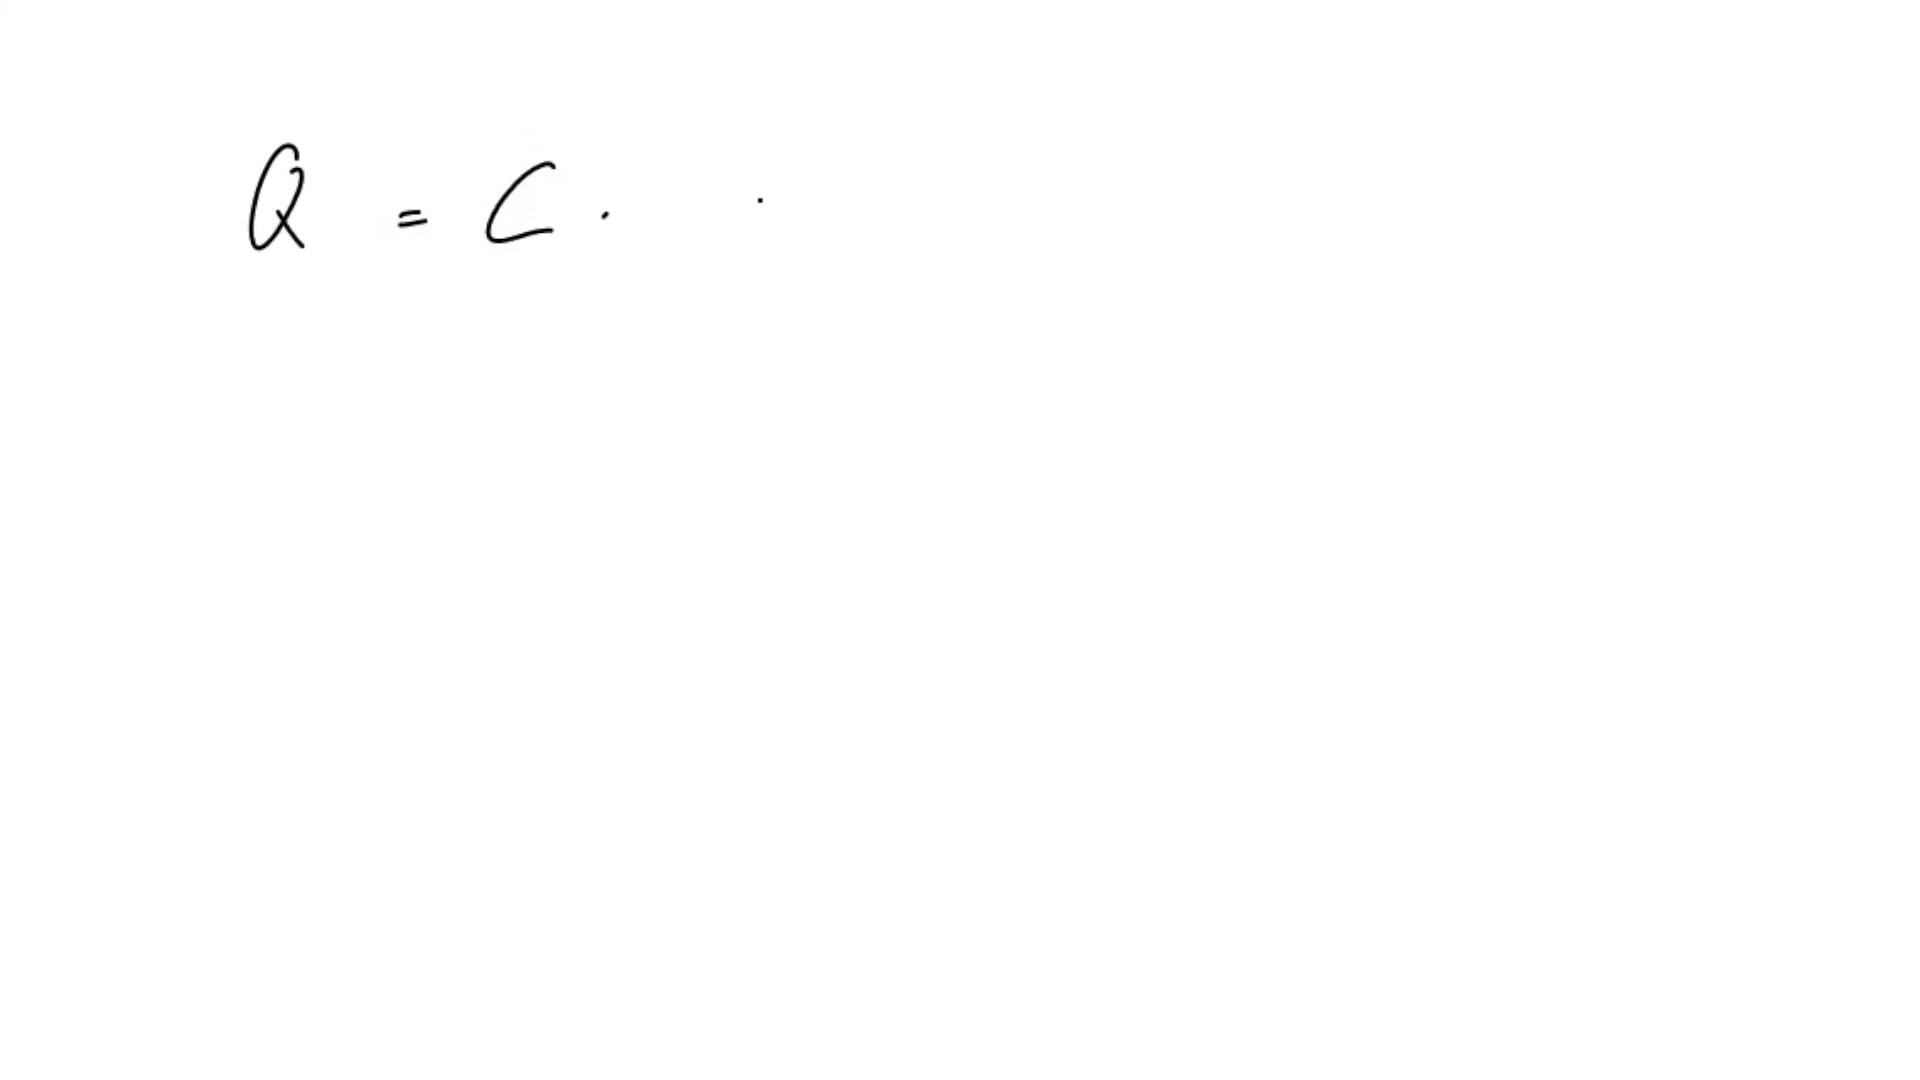 Q = C ·